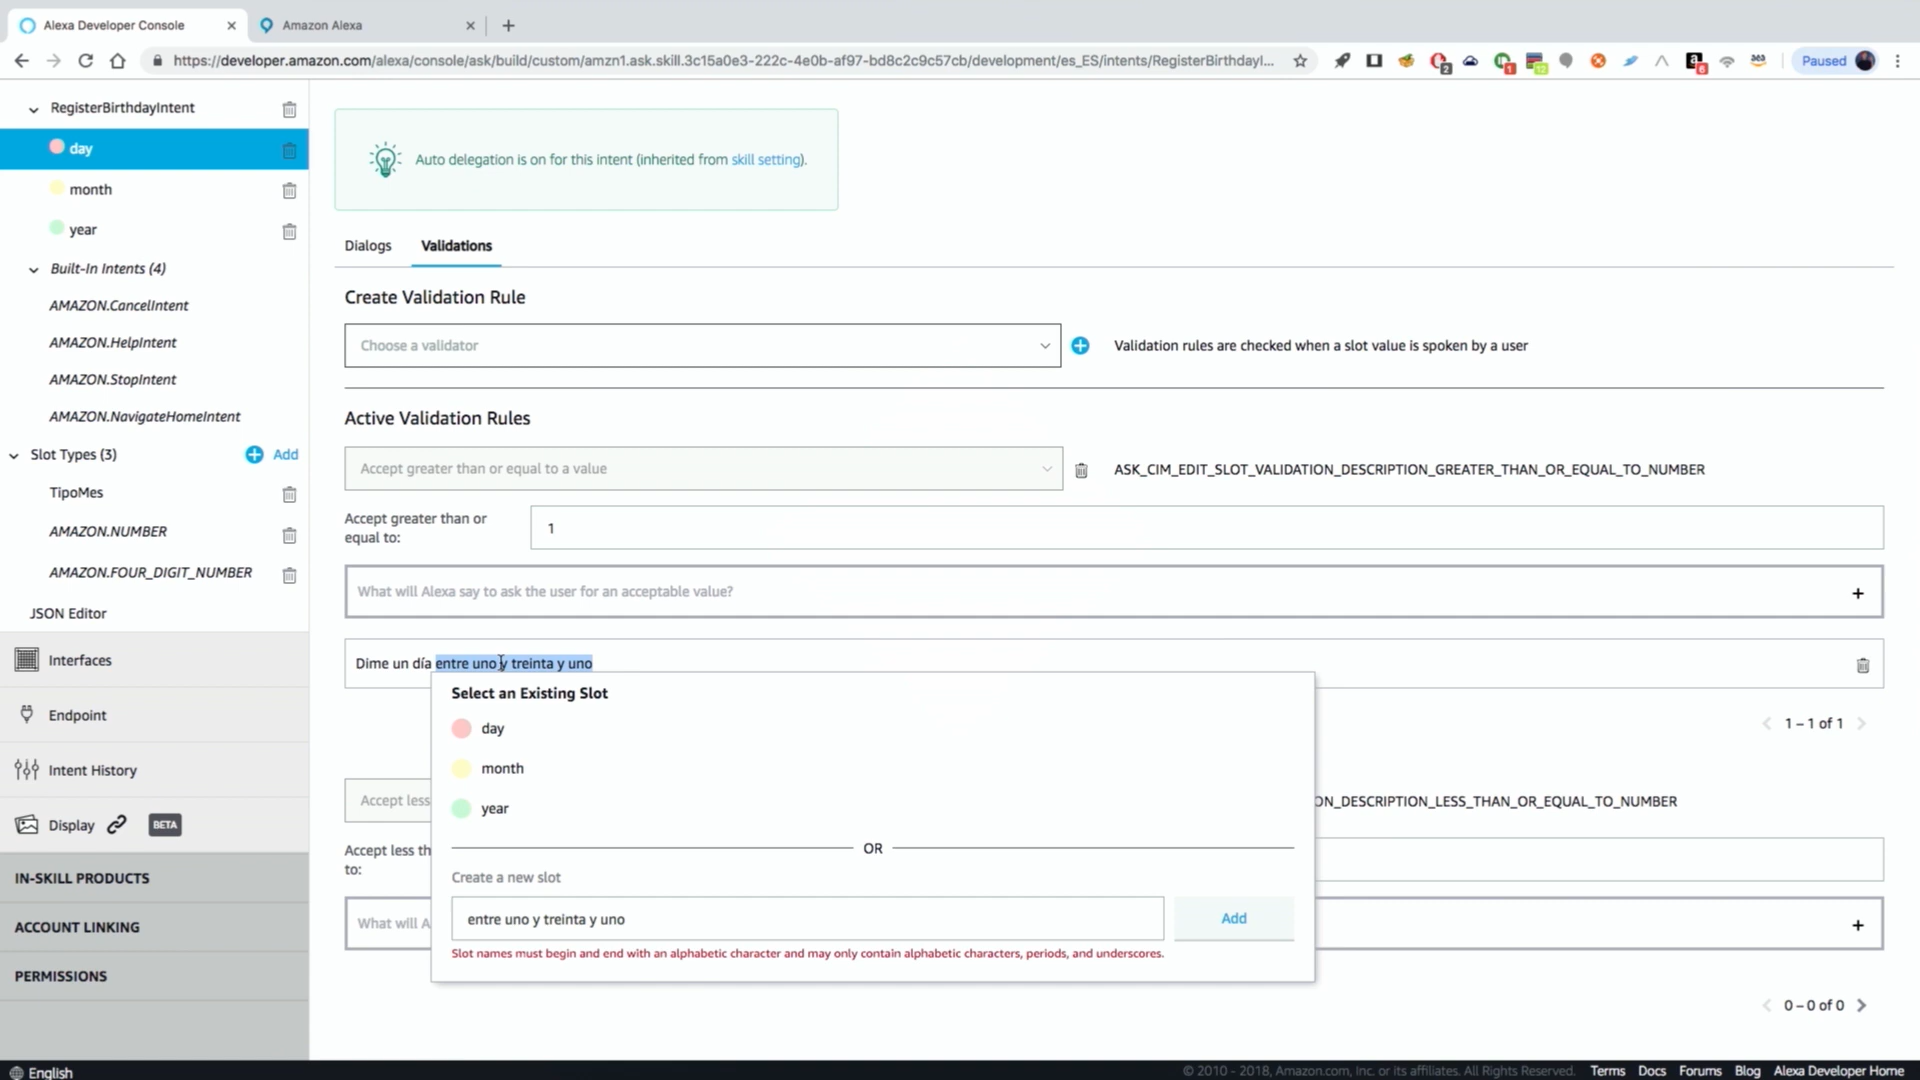 Alexa Developer Console
Amazon Alexa
https://developer.amazon.com/alexa/console/ask/build/custom/amzn1.ask.skill.3c15a0e3-222c-4e0b-af97-bd8c2c9c57cb/development/es_ES/intents/RegisterBirthdayI...
2
1
12
6
Paused
RegisterBirthdayIntent
day
month
year
Built-In Intents (4)
AMAZON.CancelIntent
AMAZON.HelpIntent
AMAZON.StopIntent
AMAZON.NavigateHomeIntent
Slot Types (3)
Add
TipoMes
AMAZON.NUMBER
AMAZON.FOUR_DIGIT_NUMBER
JSON Editor
Interfaces
Endpoint
Intent History
Display
BETA
IN-SKILL PRODUCTS
ACCOUNT LINKING
PERMISSIONS
Auto delegation is on for this intent (inherited from skill setting).
Dialogs
Validations
Create Validation Rule
Choose a validator
Validation rules are checked when a slot value is spoken by a user
Active Validation Rules
Accept greater than or equal to a value
ASK_CIM_EDIT_SLOT_VALIDATION_DESCRIPTION_GREATER_THAN_OR_EQUAL_TO_NUMBER
Accept greater than or
equal to:
1
What will Alexa say to ask the user for an acceptable value?
Dime un día entre uno y treinta y uno
Select an Existing Slot
day
month
year
OR
Create a new slot
entre uno y treinta y uno
Add
Slot names must begin and end with an alphabetic character and may only contain alphabetic characters, periods, and underscores.
1 – 1 of 1
Accept less
ON_DESCRIPTION_LESS_THAN_OR_EQUAL_TO_NUMBER
Accept less th
to:
What will A
0 – 0 of 0
English
© 2010 - 2018, Amazon.com, Inc. or its affiliates. All Rights Reserved.
Terms
Docs
Forums
Blog
Alexa Developer Home